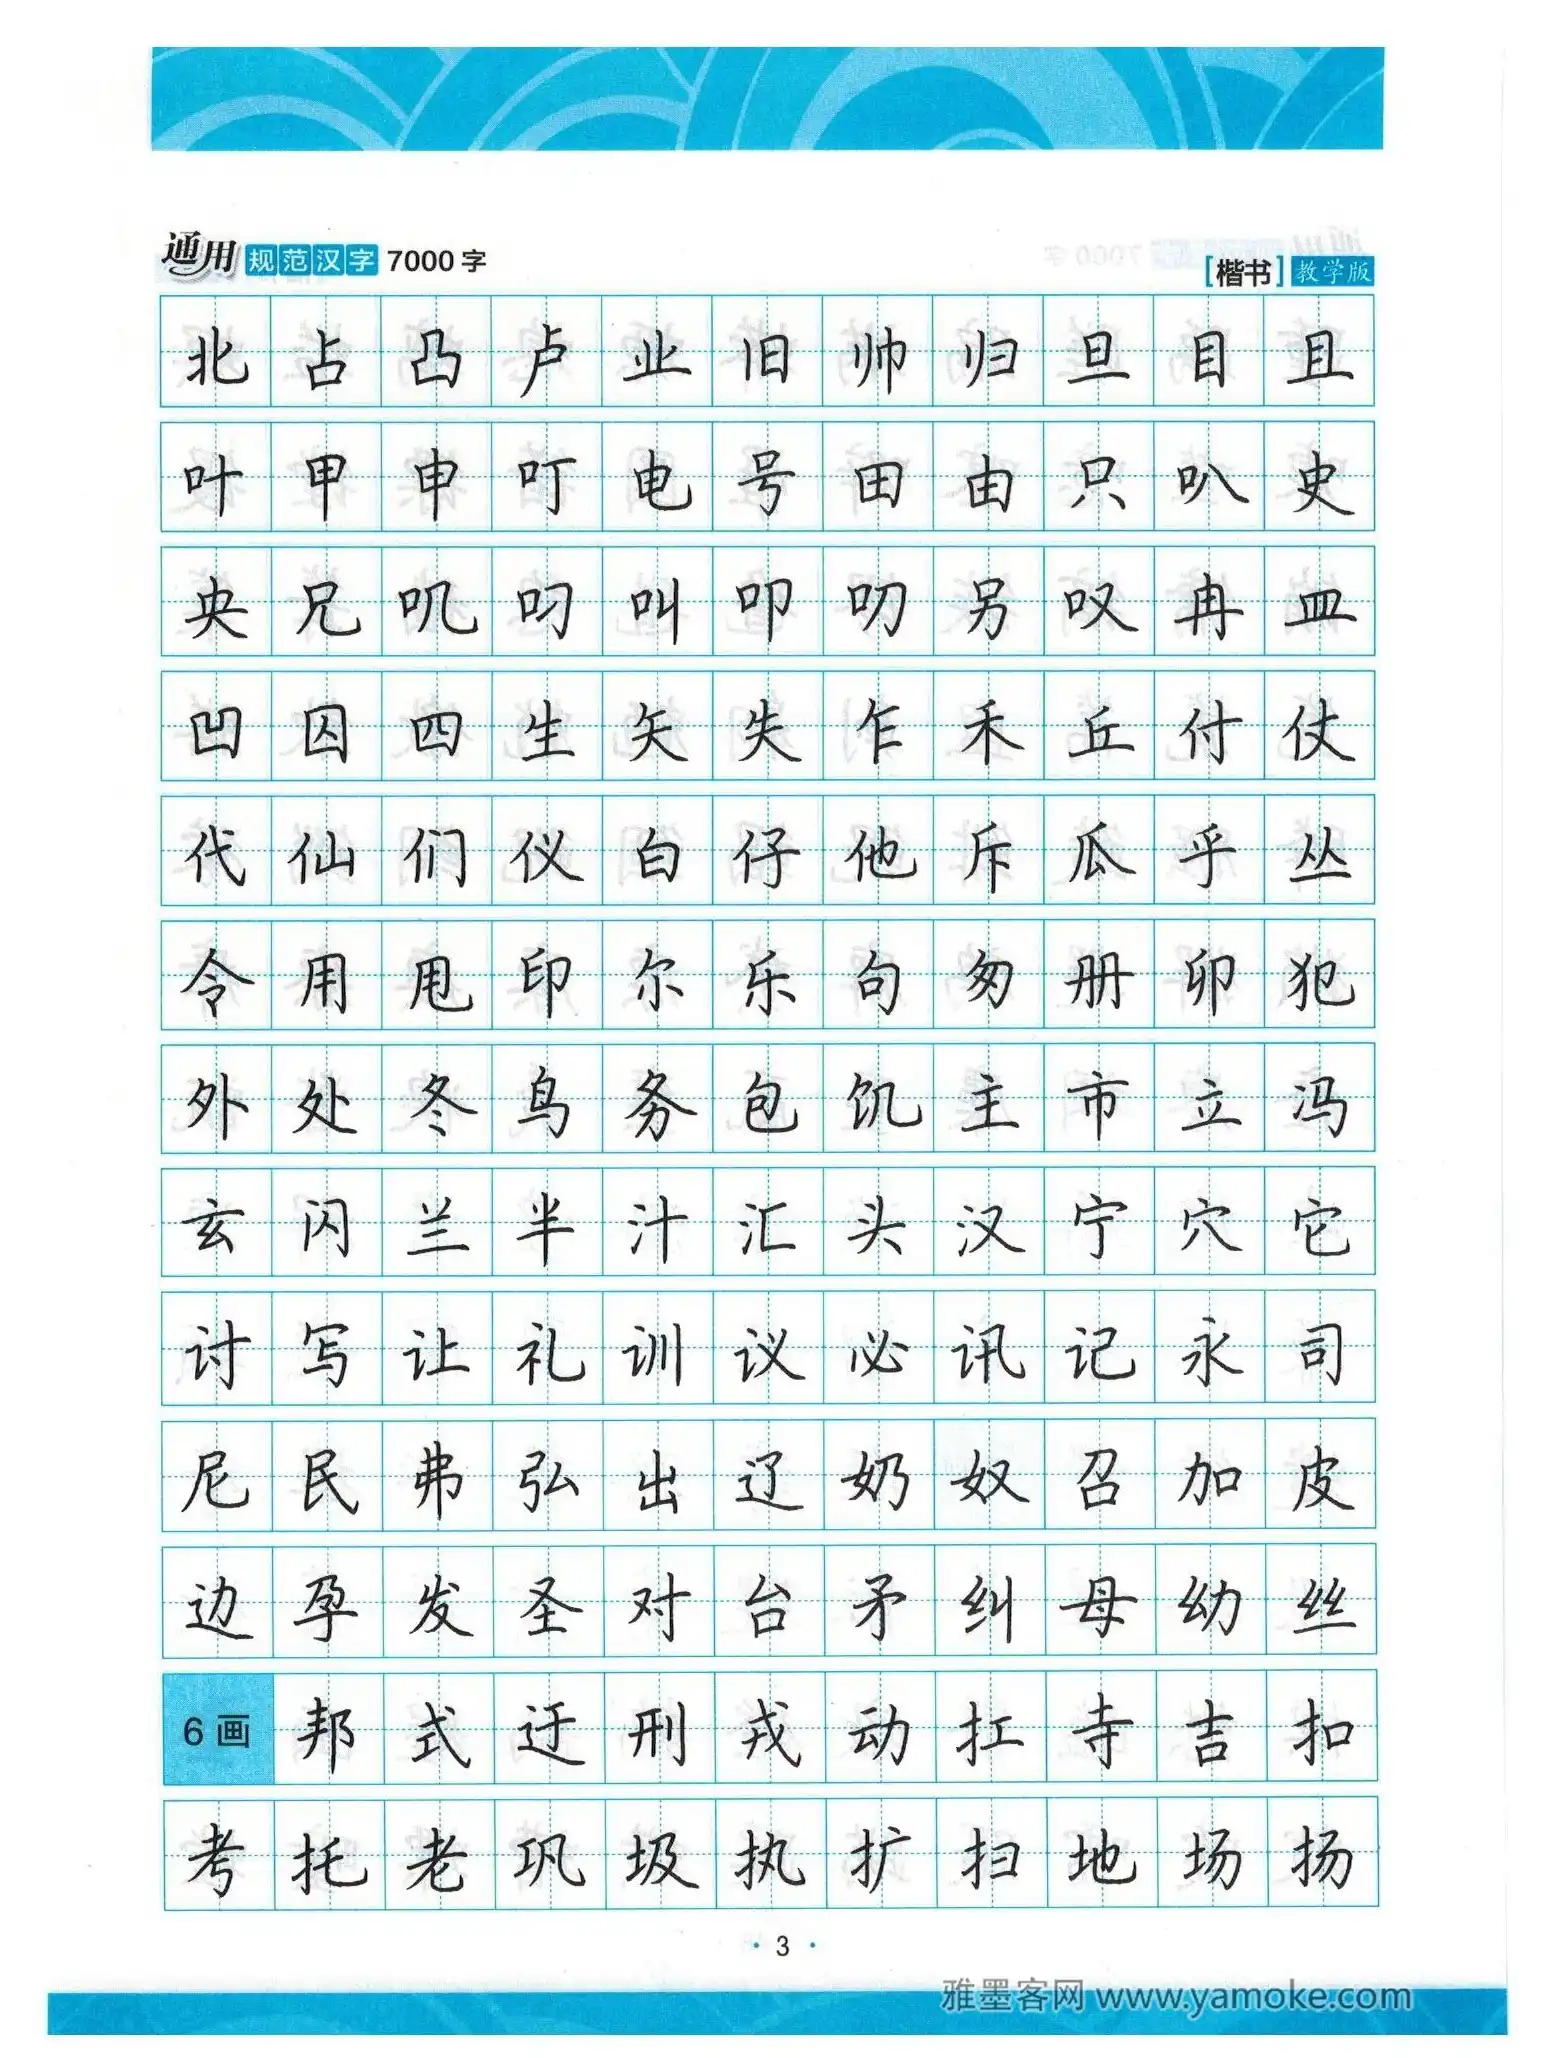 通用规范汉字 7000 字
[楷书] 教学版
北占凸卢业旧帅归旦目且
叶甲申叮电号田由只叭史
央兄叽叼叫叩叨另叹冉皿
凹囚四生矢失乍禾丘付仗
代仙们仪白仔他斥瓜乎丛
令用甩印尔乐句匆册卯犯
外处冬鸟务包饥主市立冯
玄闪兰半汁汇头汉宁穴它
讨写让礼训议必讯记永司
尼民弗弘出辽奶奴召加皮
边孕发圣对台矛纠母幼丝
6 画 邦式迂刑戎动扛寺吉扣
考托老巩圾执扩扫地场扬
· 3 ·
雅墨客网 www.yamoke.com